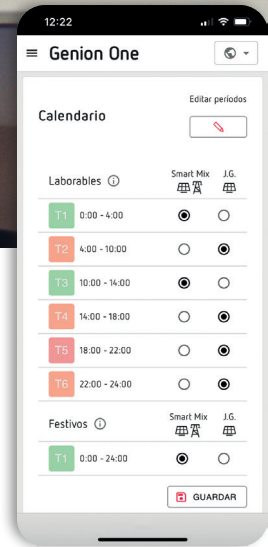 12:22
Genion One
Editar períodos
Calendario
Laborables Smart Mix J.G.
T1 0:00 - 4:00
T2 4:00 - 10:00
T3 10:00 - 14:00
T4 14:00 - 18:00
T5 18:00 - 22:00
T6 22:00 - 24:00
Festivos Smart Mix J.G.
T1 0:00 - 24:00
GUARDAR